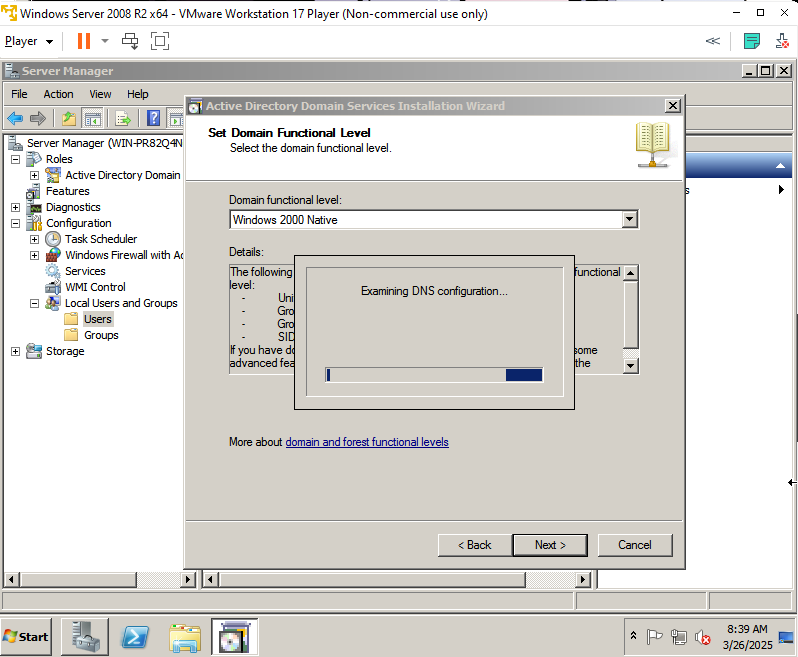 Windows Server 2008 R2 x64 - VMware Workstation 17 Player (Non-commercial use only)
Player
Server Manager
File Action View Help
Active Directory Domain Services Installation Wizard
Set Domain Functional Level
Select the domain functional level.
Server Manager (WIN-PR82Q4N
Roles
Active Directory Domain
Features
Diagnostics
Configuration
Task Scheduler
Windows Firewall with Ad
Services
WMI Control
Local Users and Groups
Users
Groups
Storage
Domain functional level:
Windows 2000 Native
Details:
The following functional
level:
- Uni
- Gro
- Gro
- SID
If you have do some
advanced fea the
Examining DNS configuration...
More about domain and forest functional levels
< Back Next > Cancel
s
Start
8:39 AM
3/26/2025